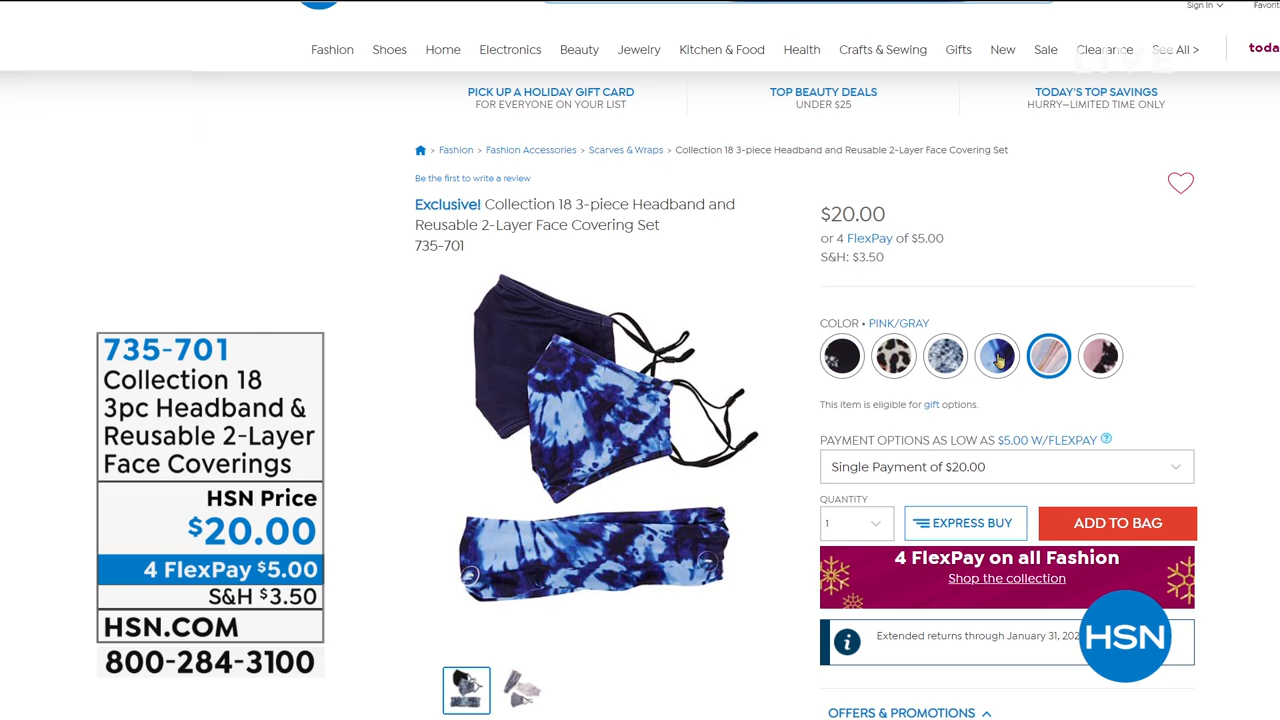 Sign In
Favorit
Fashion
Shoes
Home
Electronics
Beauty
Jewelry
Kitchen & Food
Health
Crafts & Sewing
Gifts
New
Sale
Clearance
See All >
toda
LIVE
PICK UP A HOLIDAY GIFT CARD
FOR EVERYONE ON YOUR LIST
TOP BEAUTY DEALS
UNDER $25
TODAY'S TOP SAVINGS
HURRY—LIMITED TIME ONLY
> Fashion > Fashion Accessories > Scarves & Wraps > Collection 18 3-piece Headband and Reusable 2-Layer Face Covering Set
Be the first to write a review
Exclusive! Collection 18 3-piece Headband and
Reusable 2-Layer Face Covering Set
735-701
$20.00
or 4 FlexPay of $5.00
S&H: $3.50
COLOR • PINK/GRAY
This item is eligible for gift options.
PAYMENT OPTIONS AS LOW AS $5.00 W/FLEXPAY ?
Single Payment of $20.00
QUANTITY
1
EXPRESS BUY
ADD TO BAG
4 FlexPay on all Fashion
Shop the collection
Extended returns through January 31, 202
HSN
OFFERS & PROMOTIONS
735-701
Collection 18
3pc Headband &
Reusable 2-Layer
Face Coverings
HSN Price
$20.00
4 FlexPay $5.00
S&H $3.50
HSN.COM
800-284-3100